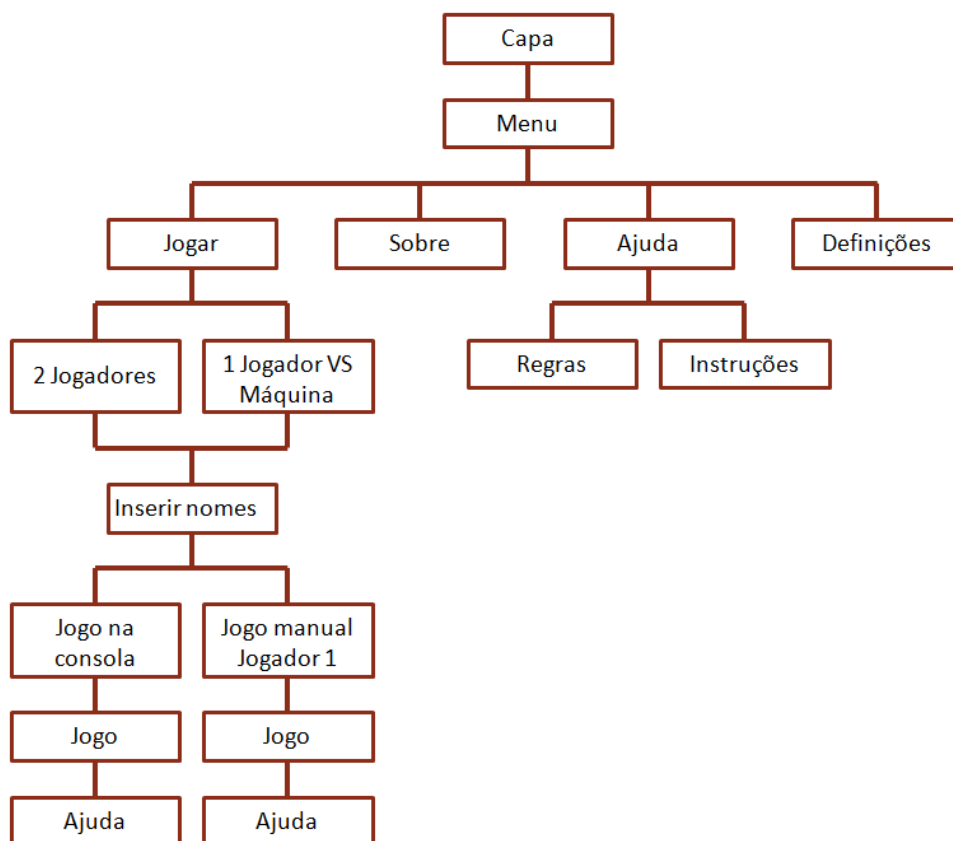 Capa
Menu
Jogar
Sobre
Ajuda
Definições
2 Jogadores
1 Jogador VS
Máquina
Regras
Instruções
Inserir nomes
Jogo na
consola
Jogo manual
Jogador 1
Jogo
Jogo
Ajuda
Ajuda